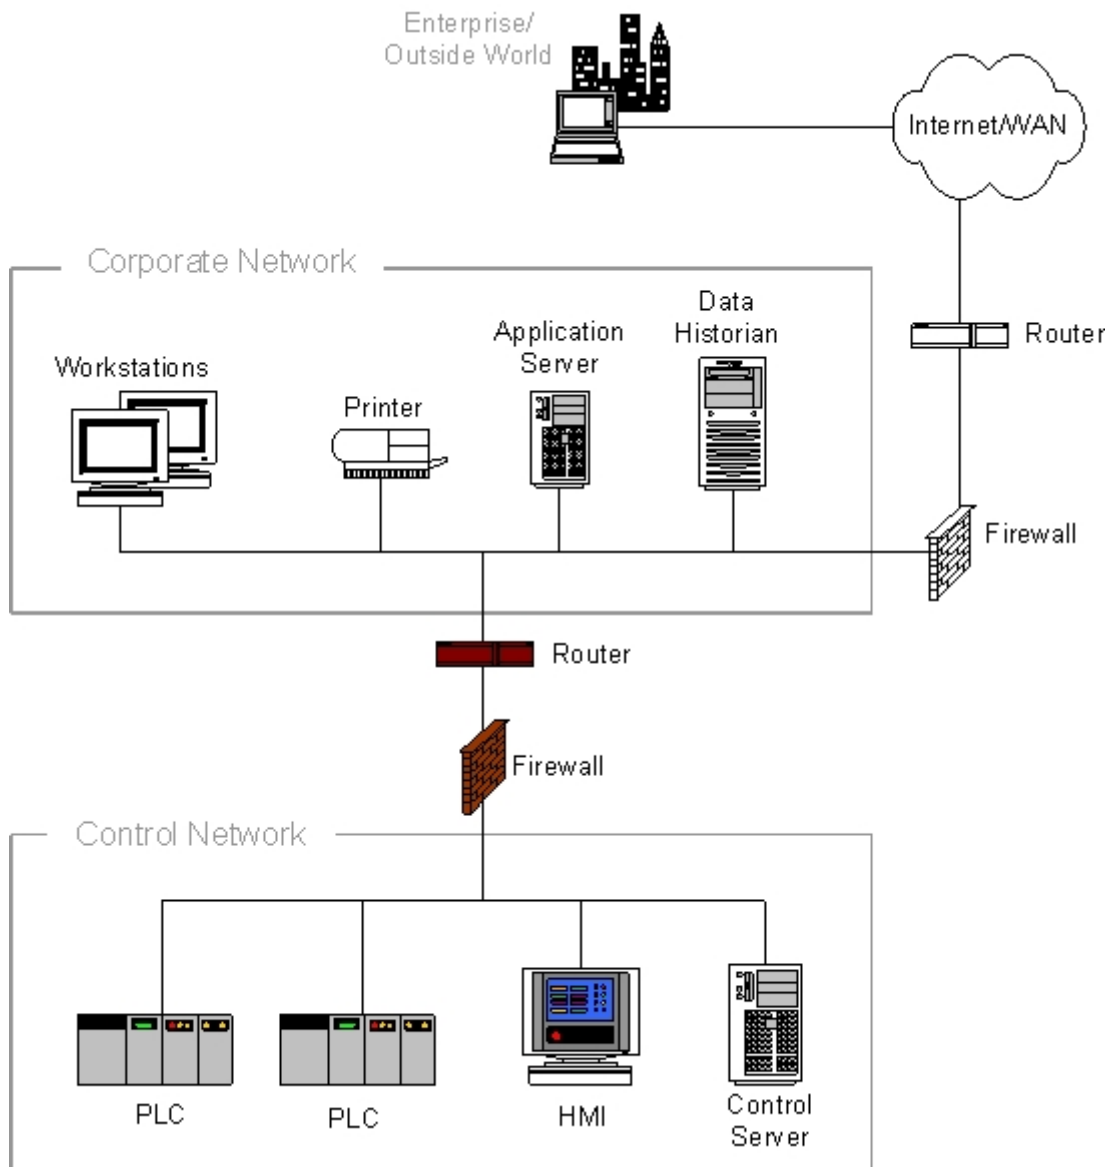 Enterprise/
Outside World
Internet/WAN
Corporate Network
Data
Historian
Application
Server
Router
Workstations
Printer
Firewall
Router
Firewall
Control Network
PLC
PLC
HMI
Control
Server